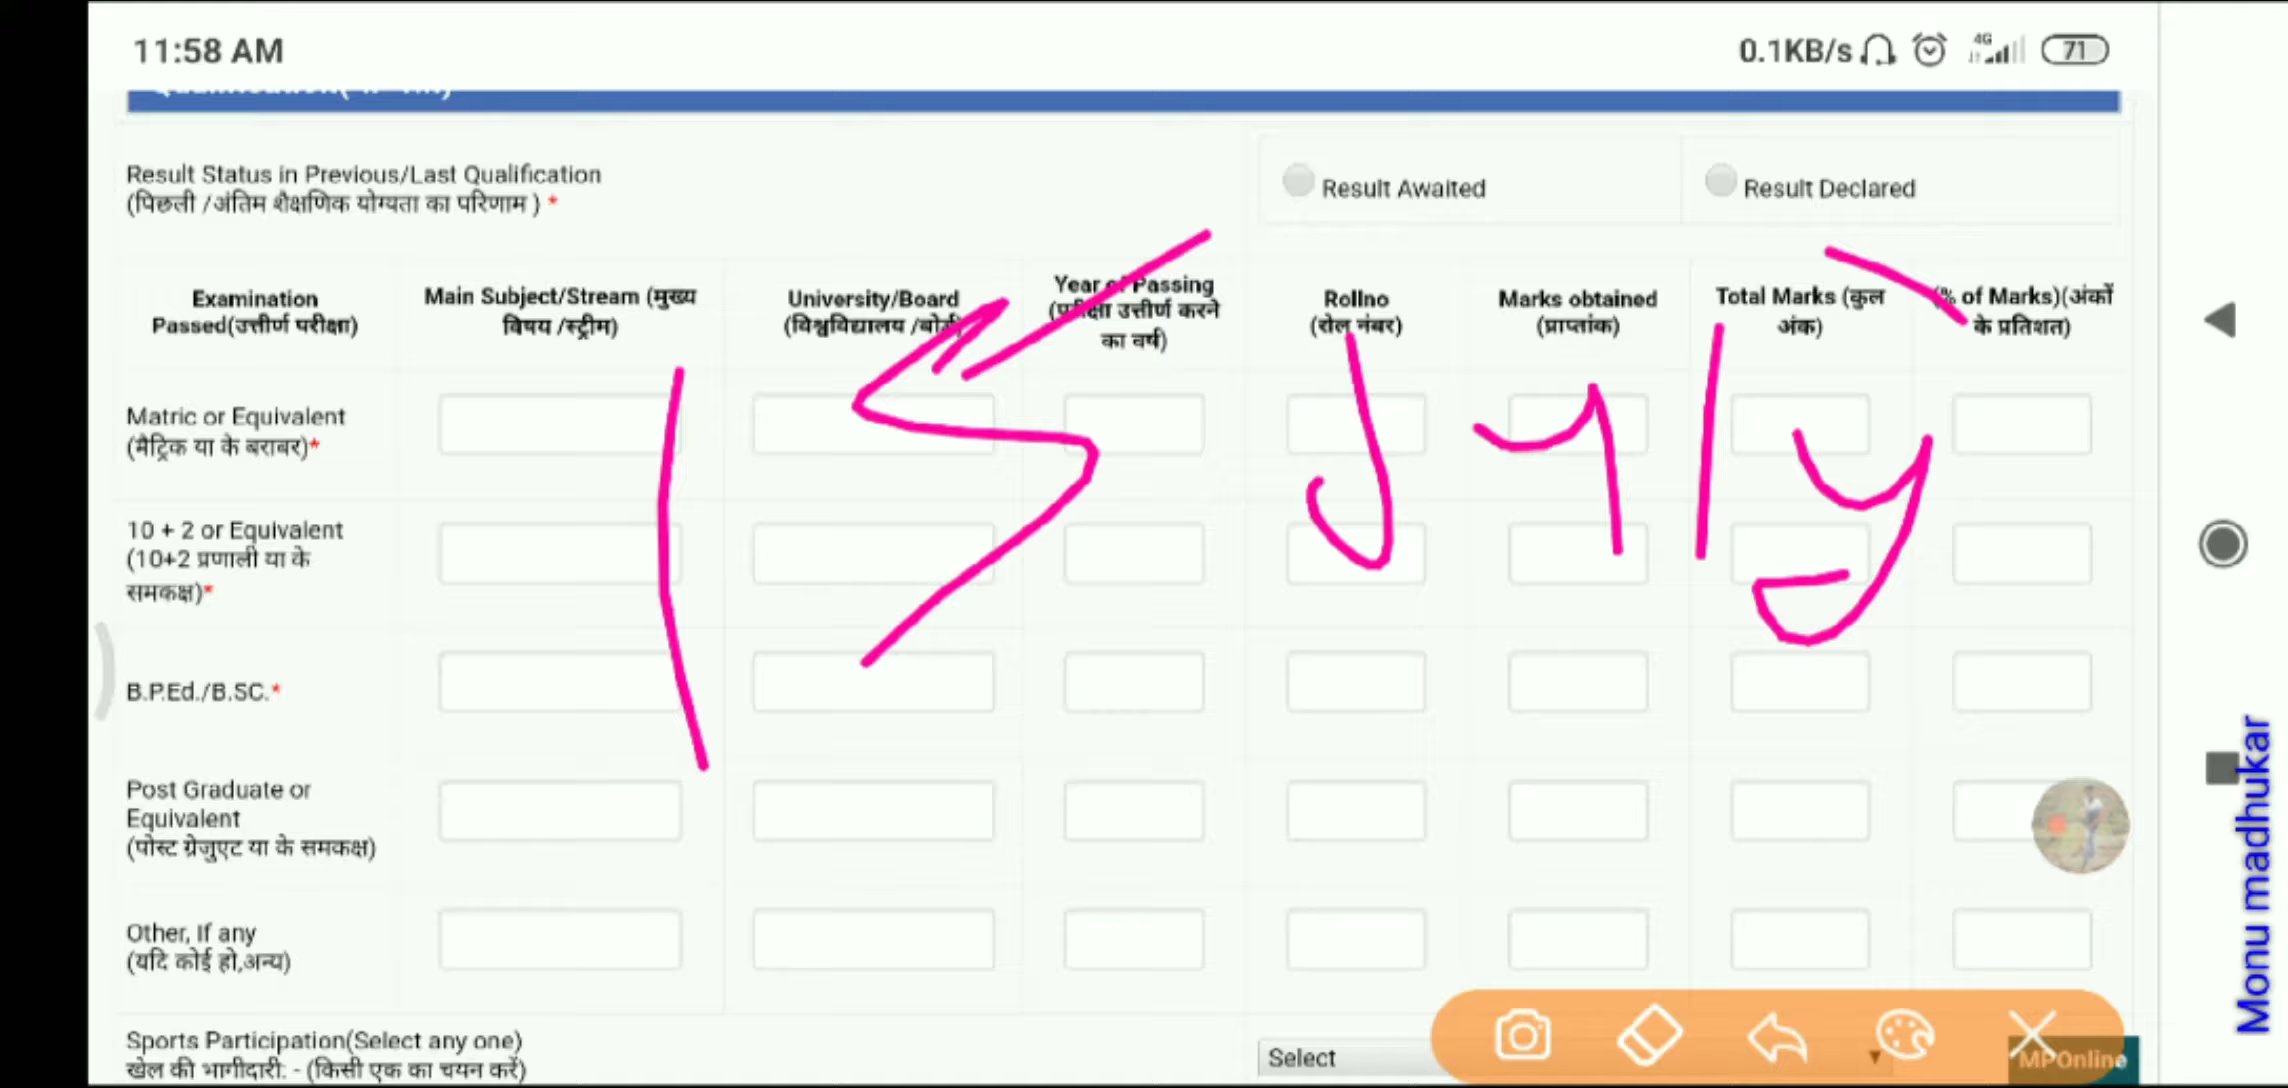 11:58 AM
0.1KB/s 4G 71
Result Status in Previous/Last Qualification
(पिछली /अंतिम शैक्षणिक योग्यता का परिणाम ) *
Result Awaited
Result Declared
Examination
Passed(उत्तीर्ण परीक्षा)
Main Subject/Stream (मुख्य
विषय /स्ट्रीम)
University/Board
(विश्वविद्यालय /बोर्ड)
Year of Passing
(परीक्षा उत्तीर्ण करने
का वर्ष)
Rollno
(रोल नंबर)
Marks obtained
(प्राप्तांक)
Total Marks (कुल
अंक)
(% of Marks)(अंकों
के प्रतिशत)
Matric or Equivalent
(मैट्रिक या के बराबर)*
10 + 2 or Equivalent
(10+2 प्रणाली या के
समकक्ष)*
B.P.Ed./B.SC.*
Post Graduate or
Equivalent
(पोस्ट ग्रेजुएट या के समकक्ष)
Other, If any
(यदि कोई हो,अन्य)
Sports Participation(Select any one)
खेल की भागीदारी: - (किसी एक का चयन करें)
Select
MPOnline
Monu madhukar